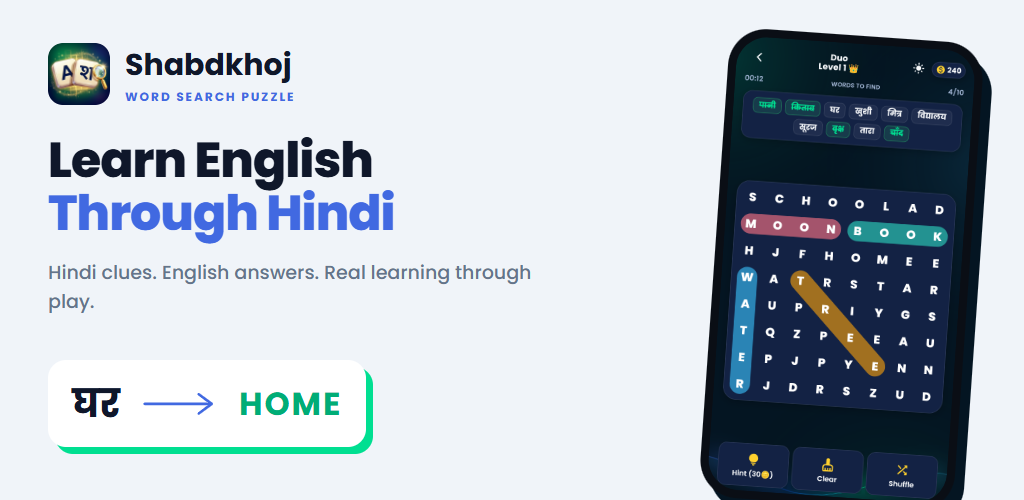 A श
Shabdkhoj
WORD SEARCH PUZZLE
Learn English
Through Hindi
Hindi clues. English answers. Real learning through
play.
घर → HOME
Duo
Level 1 👑
240
00:12
WORDS TO FIND
4/10
पानी किताब घर खुशी मित्र विद्यालय
सूरज वृक्ष तारा चाँद
S C H O O L A D
M O O N B O O K
H J F H O M E E
W A T R S T A R
A U P R I Y G S
T Q Z P E E A U
E P J P Y E N N
R J D R S Z U D
Hint (30🪙)
Clear
Shuffle